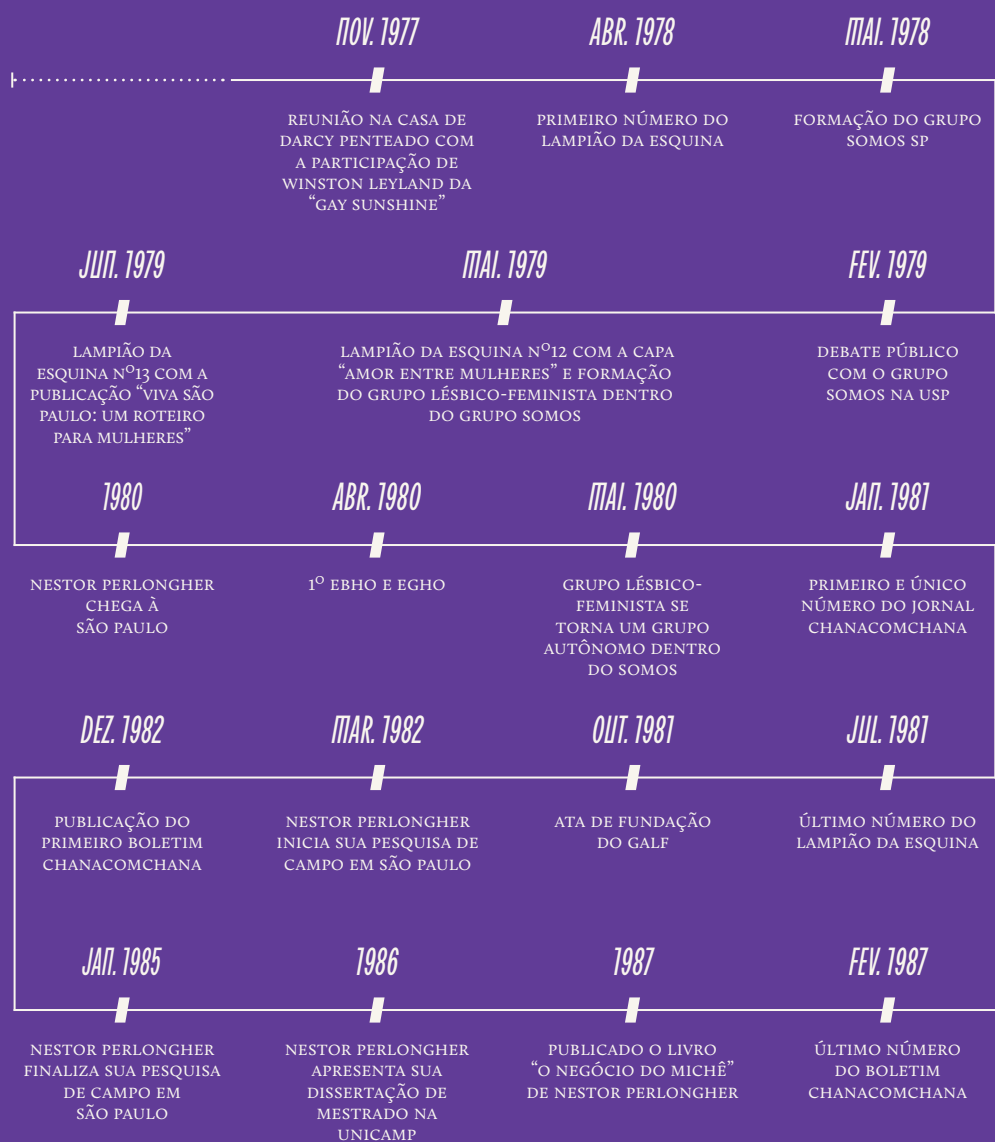 NOV. 1977
REUNIÃO NA CASA DE
DARCY PENTEADO COM
A PARTICIPAÇÃO DE
WINSTON LEYLAND DA
“GAY SUNSHINE”
ABR. 1978
PRIMEIRO NÚMERO DO
LAMPIÃO DA ESQUINA
MAI. 1978
FORMAÇÃO DO GRUPO
SOMOS SP
FEV. 1979
DEBATE PÚBLICO
COM O GRUPO
SOMOS NA USP
MAI. 1979
LAMPIÃO DA ESQUINA Nº12 COM A CAPA
“AMOR ENTRE MULHERES” E FORMAÇÃO
DO GRUPO LÉSBICO-FEMINISTA DENTRO
DO GRUPO SOMOS
JUN. 1979
LAMPIÃO DA
ESQUINA Nº13 COM A
PUBLICAÇÃO “VIVA SÃO
PAULO: UM ROTEIRO
PARA MULHERES”
1980
NESTOR PERLONGHER
CHEGA À
SÃO PAULO
ABR. 1980
1º EBHO E EGHO
MAI. 1980
GRUPO LÉSBICO-
FEMINISTA SE
TORNA UM GRUPO
AUTÔNOMO DENTRO
DO SOMOS
JAN. 1981
PRIMEIRO E ÚNICO
NÚMERO DO JORNAL
CHANACOMCHANA
JUL. 1981
ÚLTIMO NÚMERO DO
LAMPIÃO DA ESQUINA
OUT. 1981
ATA DE FUNDAÇÃO
DO GALF
MAR. 1982
NESTOR PERLONGHER
INICIA SUA PESQUISA DE
CAMPO EM SÃO PAULO
DEZ. 1982
PUBLICAÇÃO DO
PRIMEIRO BOLETIM
CHANACOMCHANA
JAN. 1985
NESTOR PERLONGHER
FINALIZA SUA PESQUISA
DE CAMPO EM
SÃO PAULO
1986
NESTOR PERLONGHER
APRESENTA SUA
DISSERTAÇÃO DE
MESTRADO NA
UNICAMP
1987
PUBLICADO O LIVRO
“O NEGÓCIO DO MICHÊ”
DE NESTOR PERLONGHER
FEV. 1987
ÚLTIMO NÚMERO
DO BOLETIM
CHANACOMCHANA